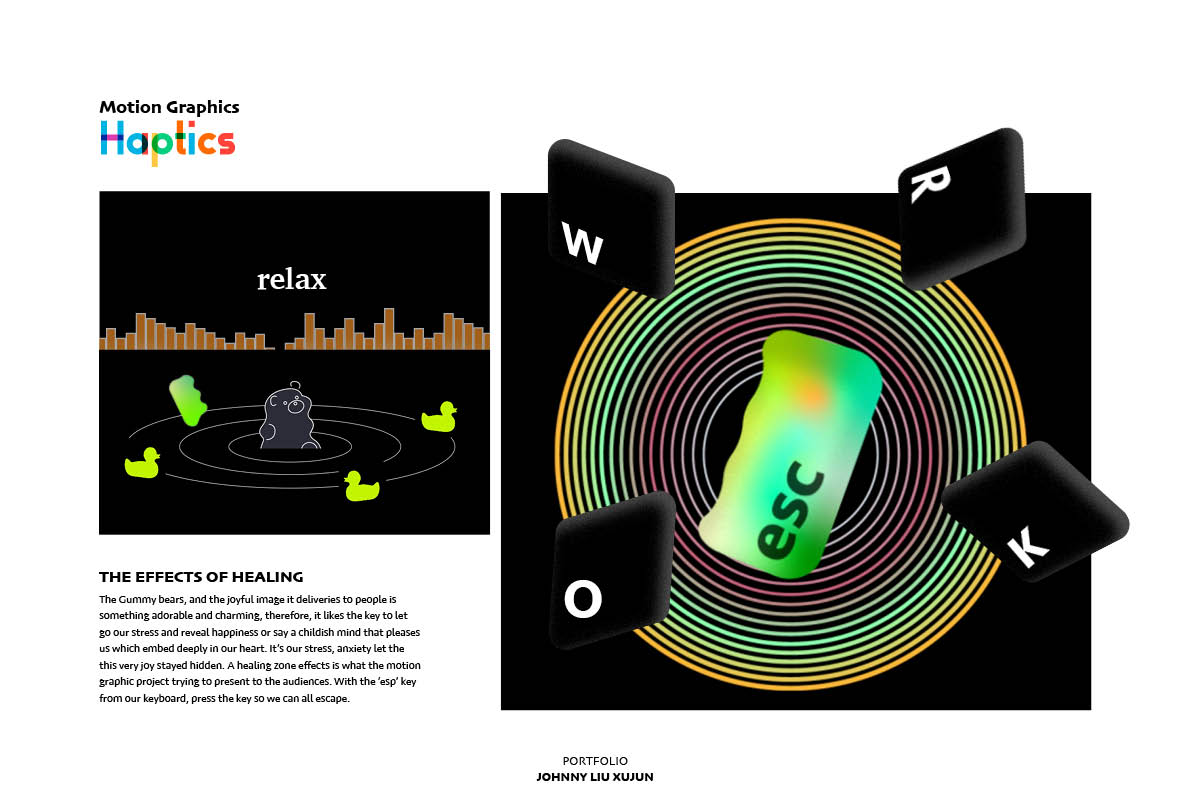 Motion Graphics
Haptics
relax
W
R
esc
O
K
THE EFFECTS OF HEALING
The Gummy bears, and the joyful image it deliveries to people is
something adorable and charming, therefore, it likes the key to let
go our stress and reveal happiness or say a childish mind that pleases
us which embed deeply in our heart. It's our stress, anxiety let the
this very joy stayed hidden. A healing zone effects is what the motion
graphic project trying to present to the audiences. With the 'esp' key
from our keyboard, press the key so we can all escape.
PORTFOLIO
JOHNNY LIU XUJUN